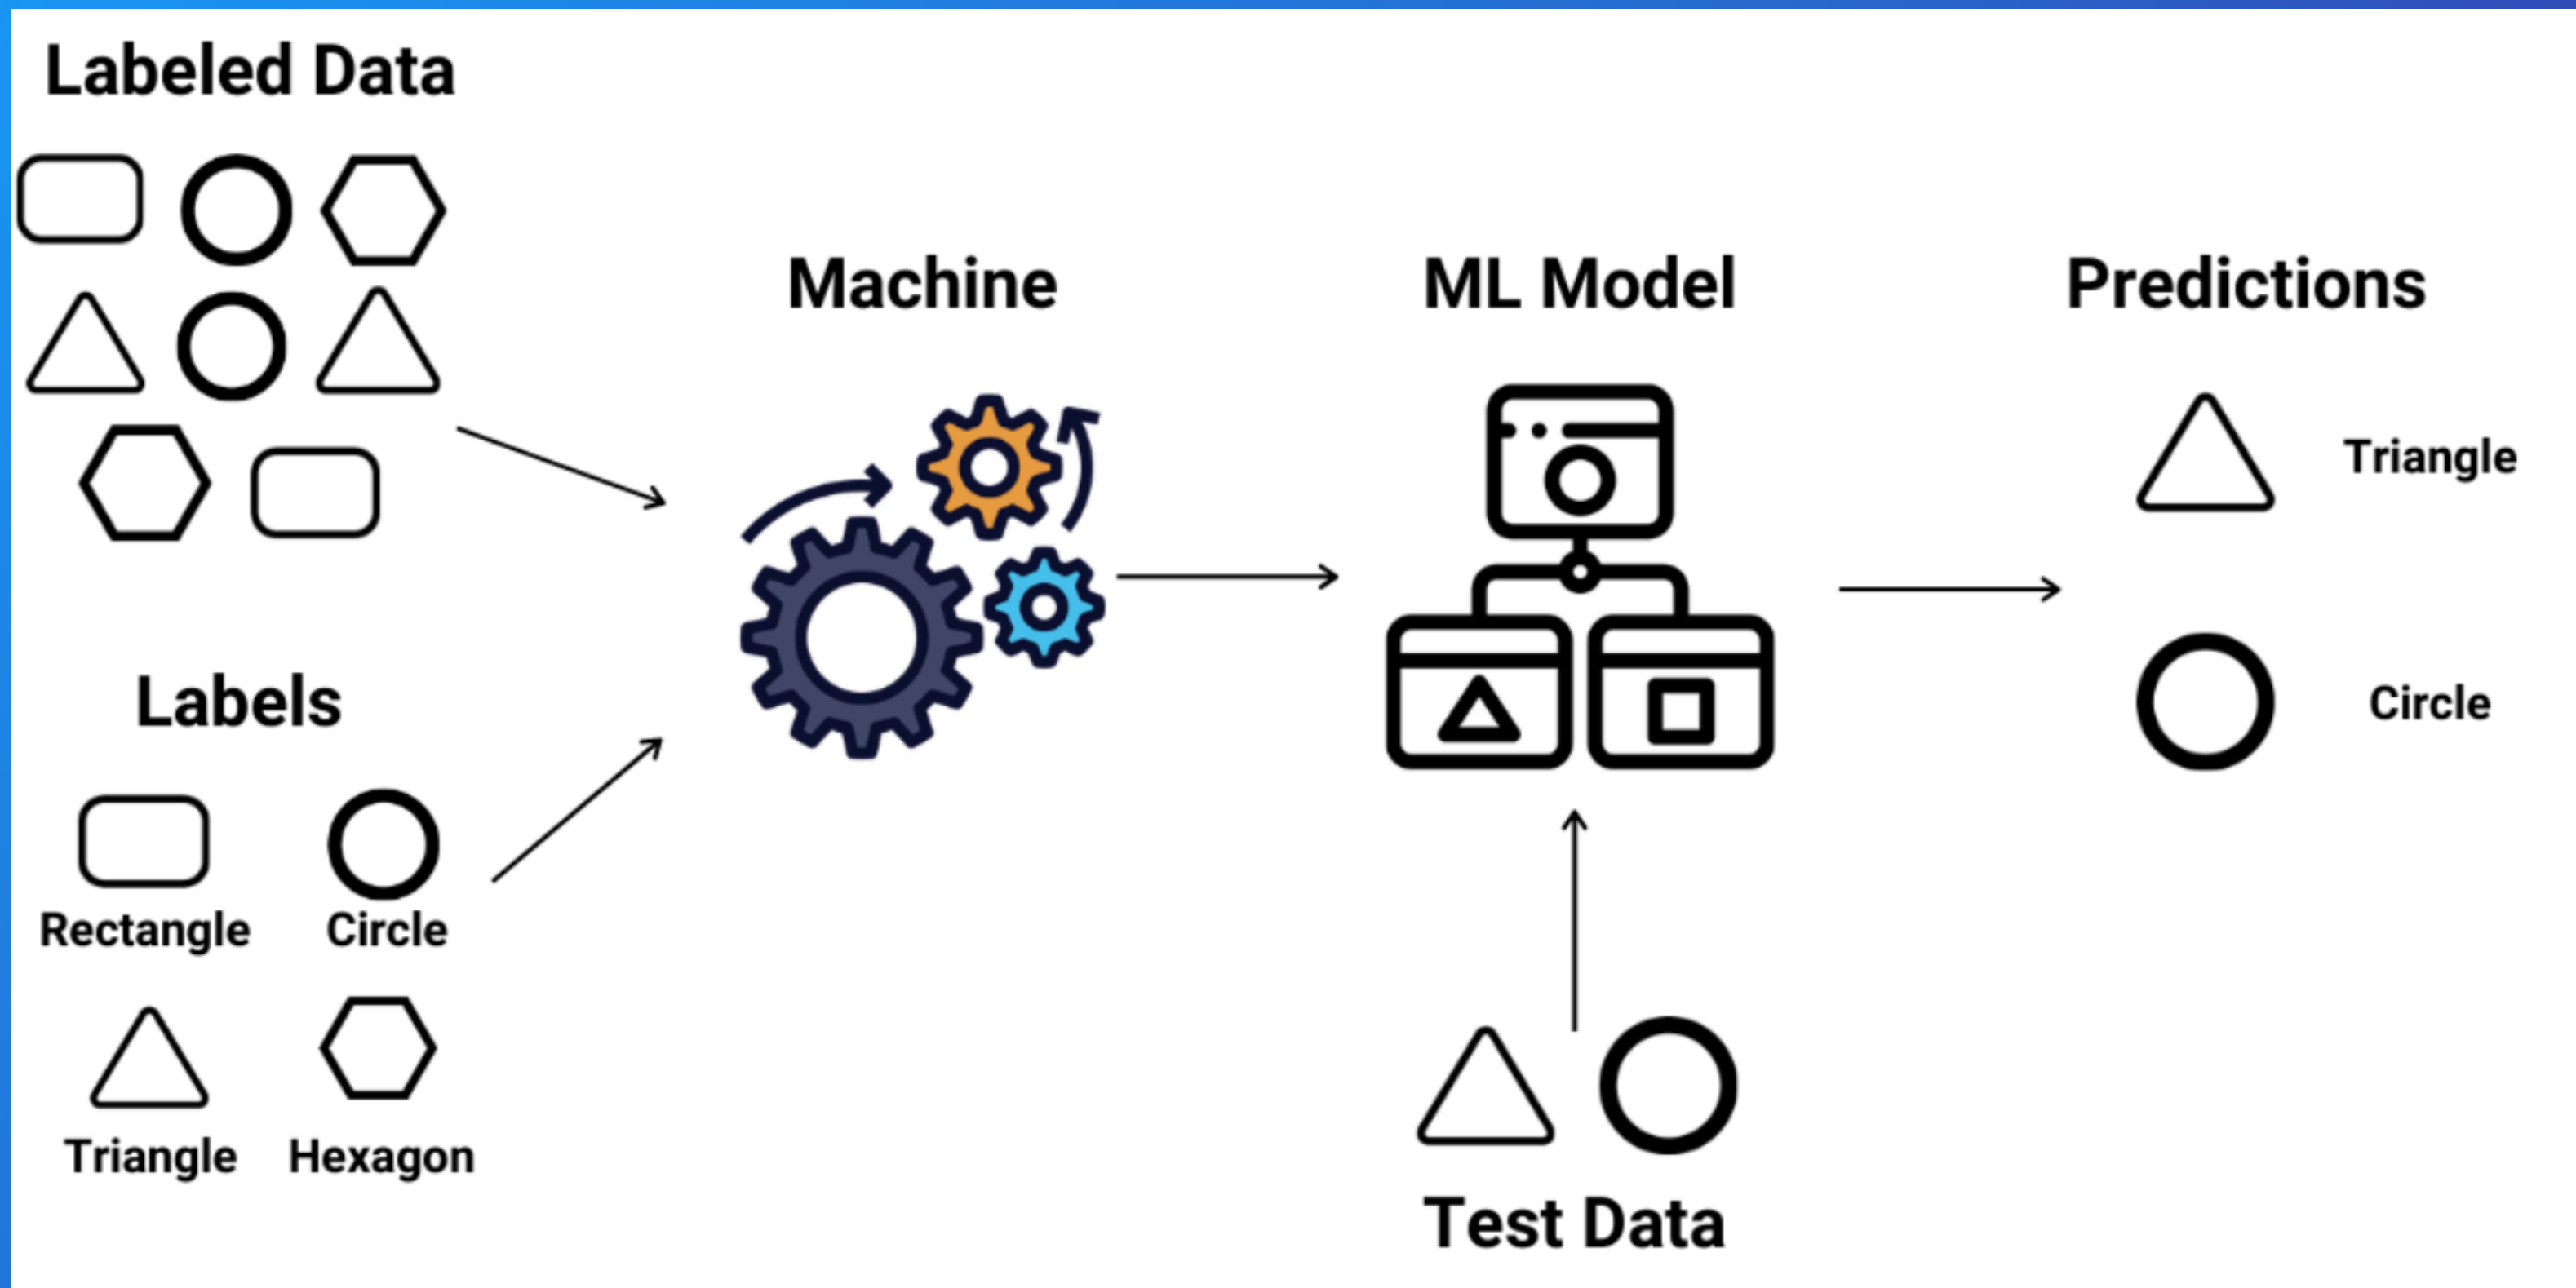 Labeled Data
Machine
ML Model
Predictions
Triangle
Circle
Labels
Rectangle Circle
Triangle Hexagon
Test Data